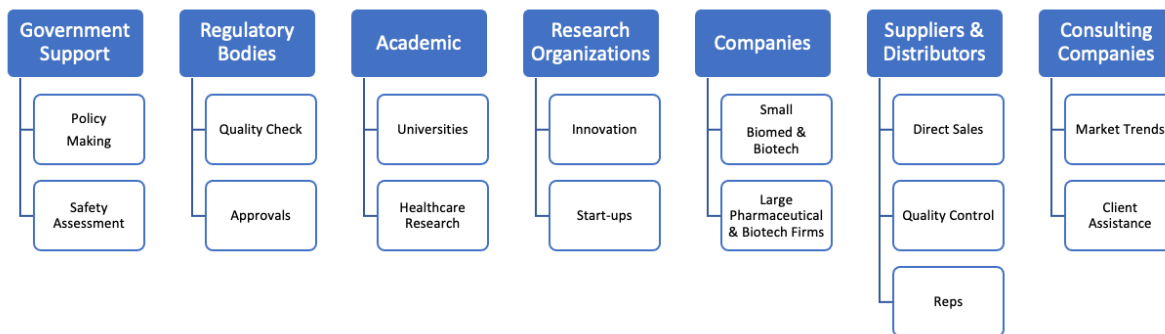 Government
Support
Policy
Making
Safety
Assessment
Regulatory
Bodies
Quality Check
Approvals
Academic
Universities
Healthcare
Research
Research
Organizations
Innovation
Start-ups
Companies
Small
Biomed &
Biotech
Large
Pharmaceutical
& Biotech Firms
Suppliers &
Distributors
Direct Sales
Quality Control
Reps
Consulting
Companies
Market Trends
Client
Assistance